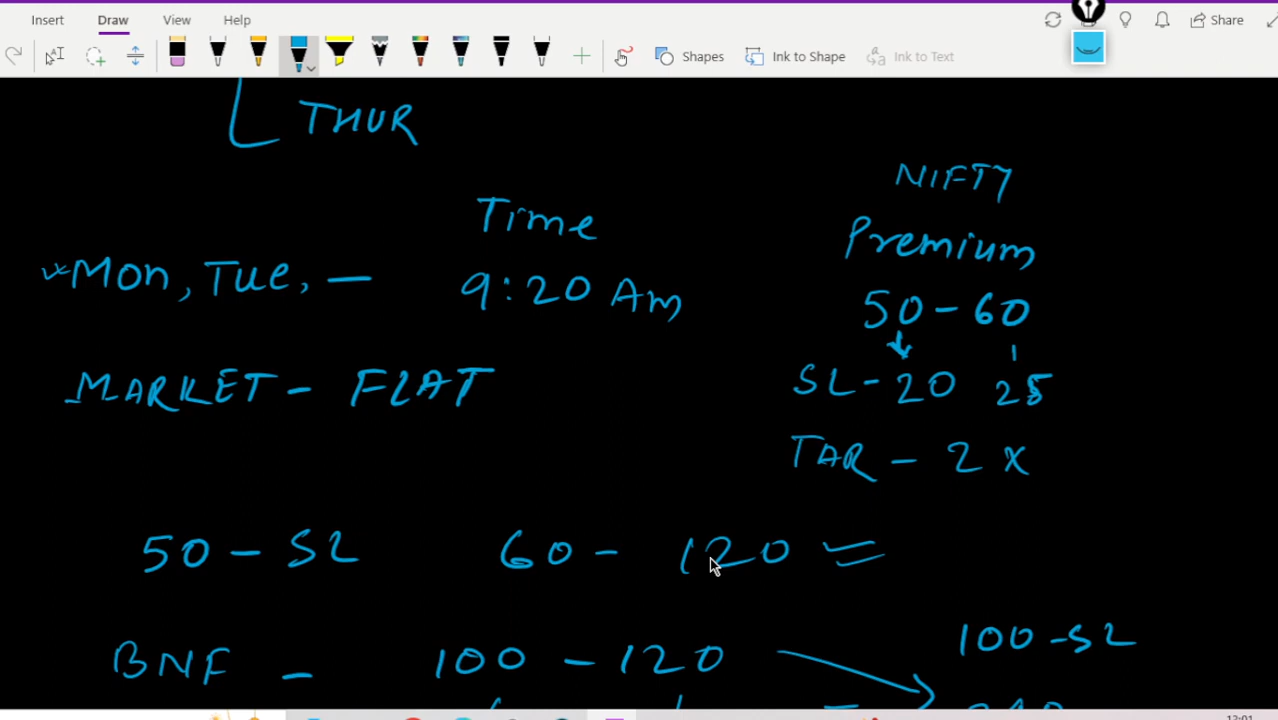 Insert Draw View Help Share
Shapes Ink to Shape Ink to Text
THUR
NIFTY
Time
Premium
Mon, Tue, — 9:20 Am
50 - 60
MARKET - FLAT
SL - 20 25
TAR - 2 x
50 - SL 60 - 120 =
100 - SL
BNF - 100 - 120